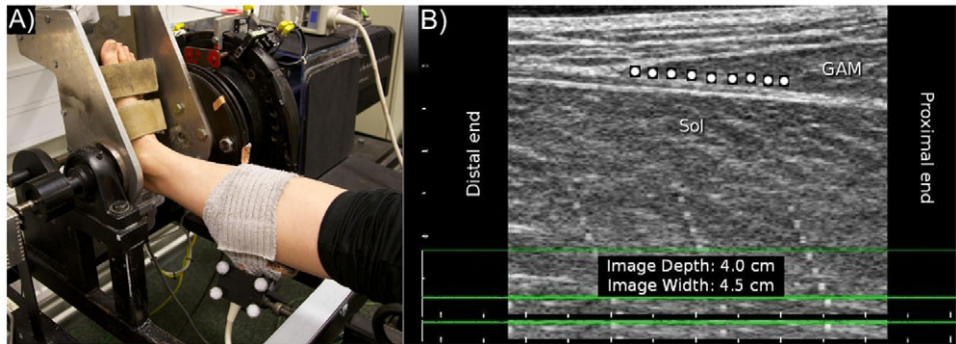 A)
B)
GAM
Sol
Distal end
Proximal end
Image Depth: 4.0 cm
Image Width: 4.5 cm